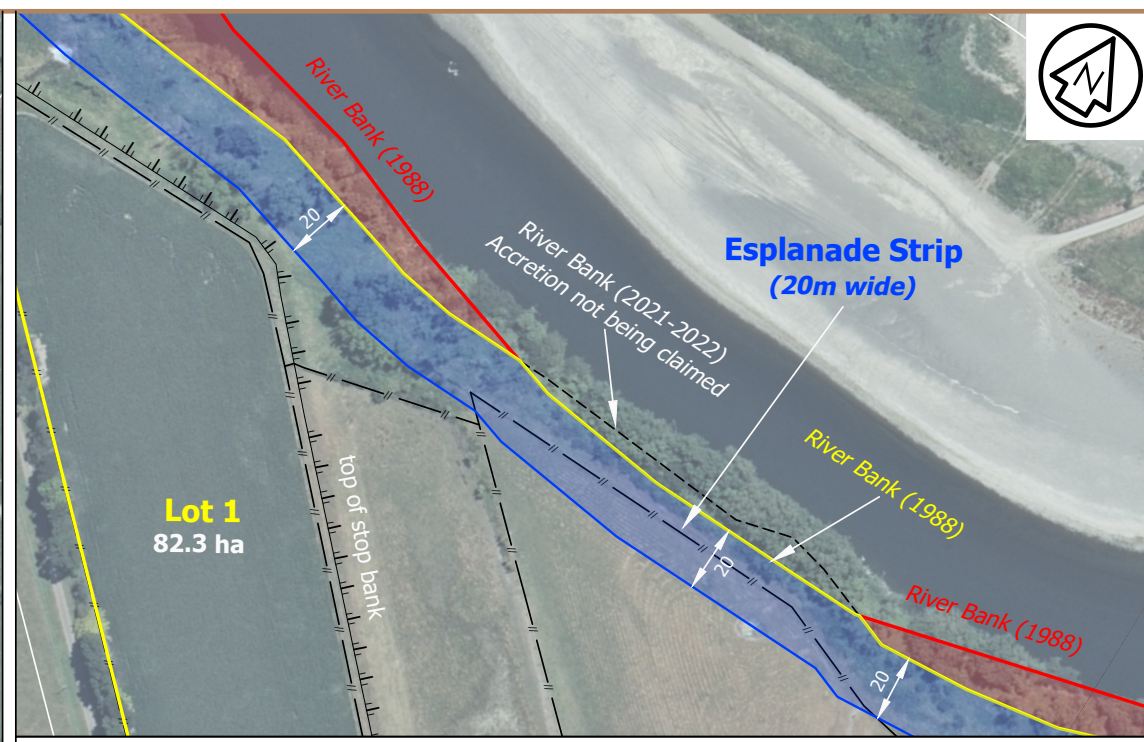 N
River Bank (1988)
20
River Bank (2021-2022)
Accretion not being claimed
Esplanade Strip
(20m wide)
River Bank (1988)
Lot 1
82.3 ha
top of stop bank
20
River Bank (1988)
20